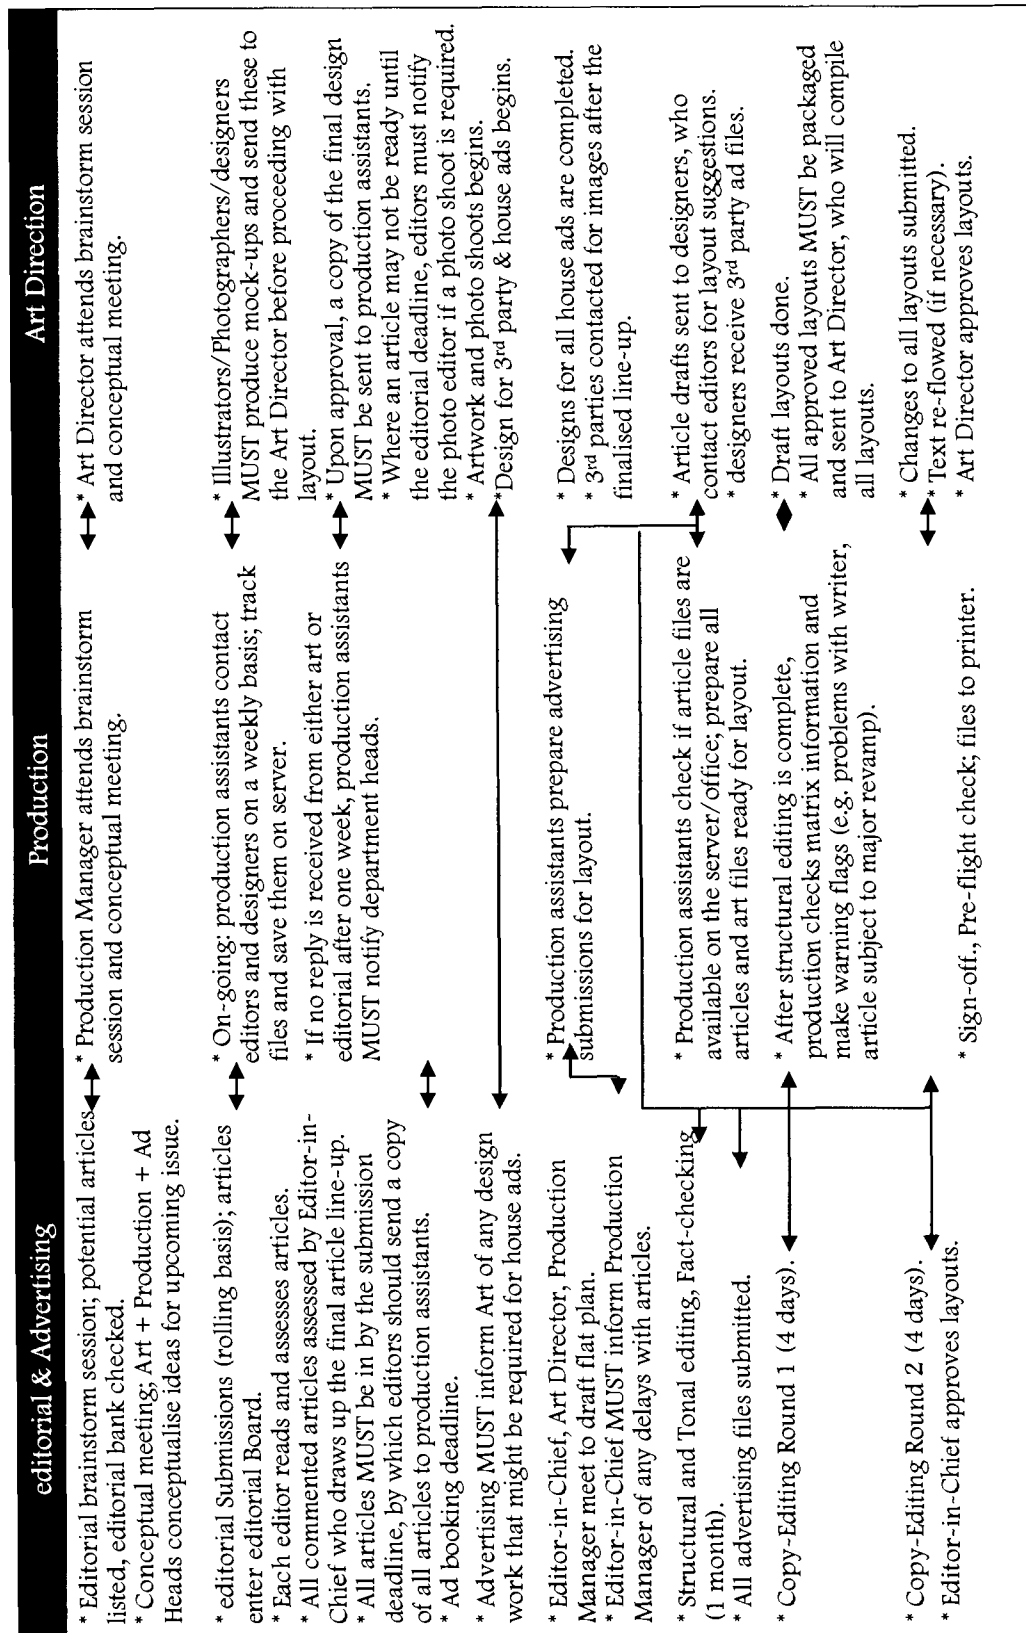 editorial & Advertising
* Editorial brainstorm session; potential articles
listed, editorial bank checked.
* Conceptual meeting; Art + Production + Ad
Heads conceptualise ideas for upcoming issue.
* editorial Submissions (rolling basis); articles
enter editorial Board.
* Each editor reads and assesses articles.
* All commented articles assessed by Editor-in-
Chief who draws up the final article line-up.
* All articles MUST be in by the submission
deadline, by which editors should send a copy
of all articles to production assistants.
* Ad booking deadline.
* Advertising MUST inform Art of any design
work that might be required for house ads.
* Editor-in-Chief, Art Director, Production
Manager meet to draft flat plan.
* Editor-in-Chief MUST inform Production
Manager of any delays with articles.
* Structural and Tonal editing, Fact-checking
(1 month).
* All advertising files submitted.
* Copy-Editing Round 1 (4 days).
* Copy-Editing Round 2 (4 days).
* Editor-in-Chief approves layouts.
Production
* Production Manager attends brainstorm
session and conceptual meeting.
* On-going: production assistants contact
editors and designers on a weekly basis; track
files and save them on server.
* If no reply is received from either art or
editorial after one week, production assistants
MUST notify department heads.
* Production assistants prepare advertising
submissions for layout.
* Production assistants check if article files are
available on the server/office; prepare all
articles and art files ready for layout.
* After structural editing is complete,
production checks matrix information and
make warning flags (e.g. problems with writer,
article subject to major revamp).
* Sign-off., Pre-flight check; files to printer.
Art Direction
* Art Director attends brainstorm session
and conceptual meeting.
* Illustrators/Photographers/designers
MUST produce mock-ups and send these to
the Art Director before proceeding with
layout.
* Upon approval, a copy of the final design
MUST be sent to production assistants.
* Where an article may not be ready until
the editorial deadline, editors must notify
the photo editor if a photo shoot is required.
* Artwork and photo shoots begins.
*Design for 3rd party & house ads begins.
* Designs for all house ads are completed.
* 3rd parties contacted for images after the
finalised line-up.
* Article drafts sent to designers, who
contact editors for layout suggestions.
* designers receive 3rd party ad files.
* Draft layouts done.
* All approved layouts MUST be packaged
and sent to Art Director, who will compile
all layouts.
* Changes to all layouts submitted.
* Text re-flowed (if necessary).
* Art Director approves layouts.